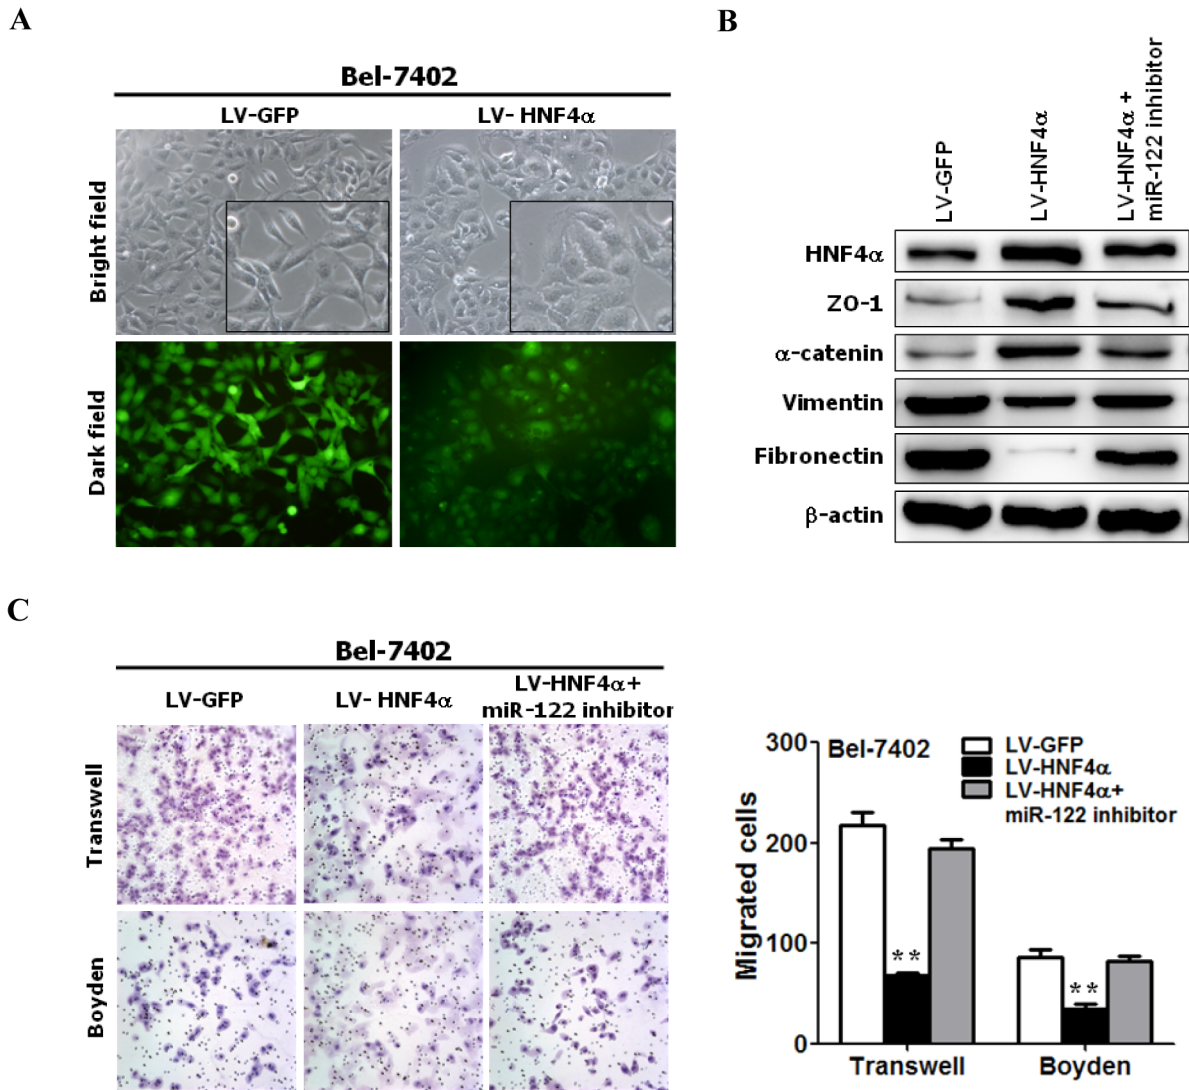 A
Bel-7402
LV-GFP
LV- HNF4α
Bright field
Dark field
B
LV-GFP
LV-HNF4α
LV-HNF4α +
miR-122 inhibitor
HNF4α
ZO-1
α-catenin
Vimentin
Fibronectin
β-actin
C
Bel-7402
LV-GFP
LV- HNF4α
LV-HNF4α+
miR-122 inhibitor
Transwell
Boyden
Migrated cells
300
200
100
0
Bel-7402
LV-GFP
LV-HNF4α
LV-HNF4α+
miR-122 inhibitor
**
**
Transwell
Boyden